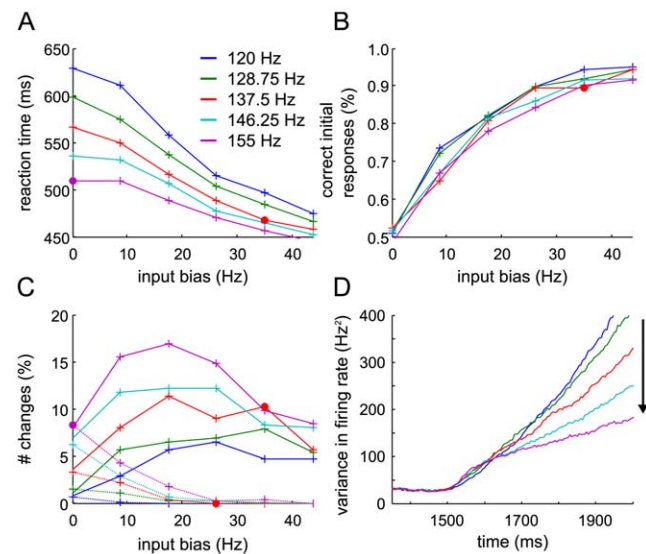 A
reaction time (ms)
650
600
550
500
450
0 10 20 30 40
input bias (Hz)
120 Hz
128.75 Hz
137.5 Hz
146.25 Hz
155 Hz
B
correct initial
responses (%)
1.0
0.9
0.8
0.7
0.6
0.5
0 10 20 30 40
input bias (Hz)
C
# changes (%)
20
15
10
5
0
0 10 20 30 40
input bias (Hz)
D
variance in firing rate (Hz²)
400
300
200
100
0
1500 1700 1900
time (ms)